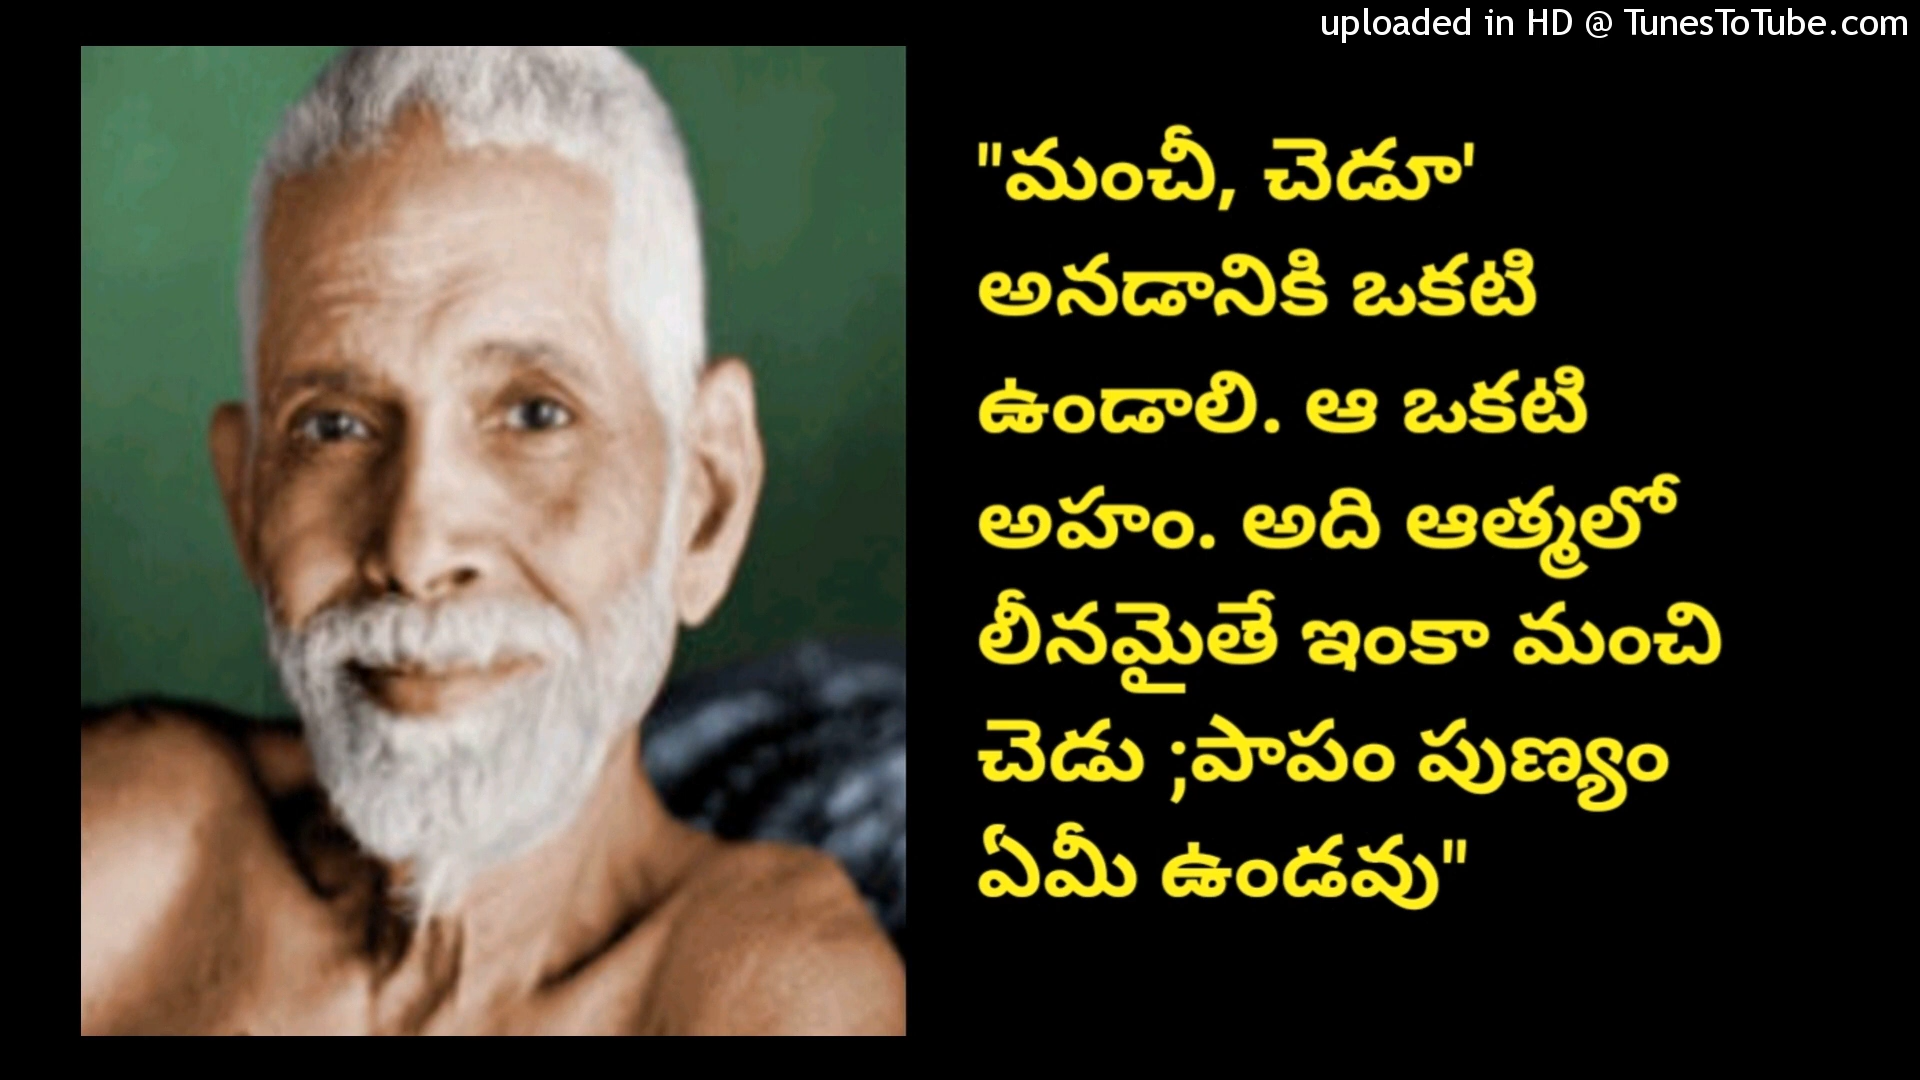 uploaded in HD @ TunesToTube.com
"మంచీ, చెడూ'
అనడానికి ఒకటి
ఉండాలి. ఆ ఒకటి
అహం. అది ఆత్మలో
లీనమైతే ఇంకా మంచి
చెడు ;పాపం పుణ్యం
ఏమీ ఉండవు"